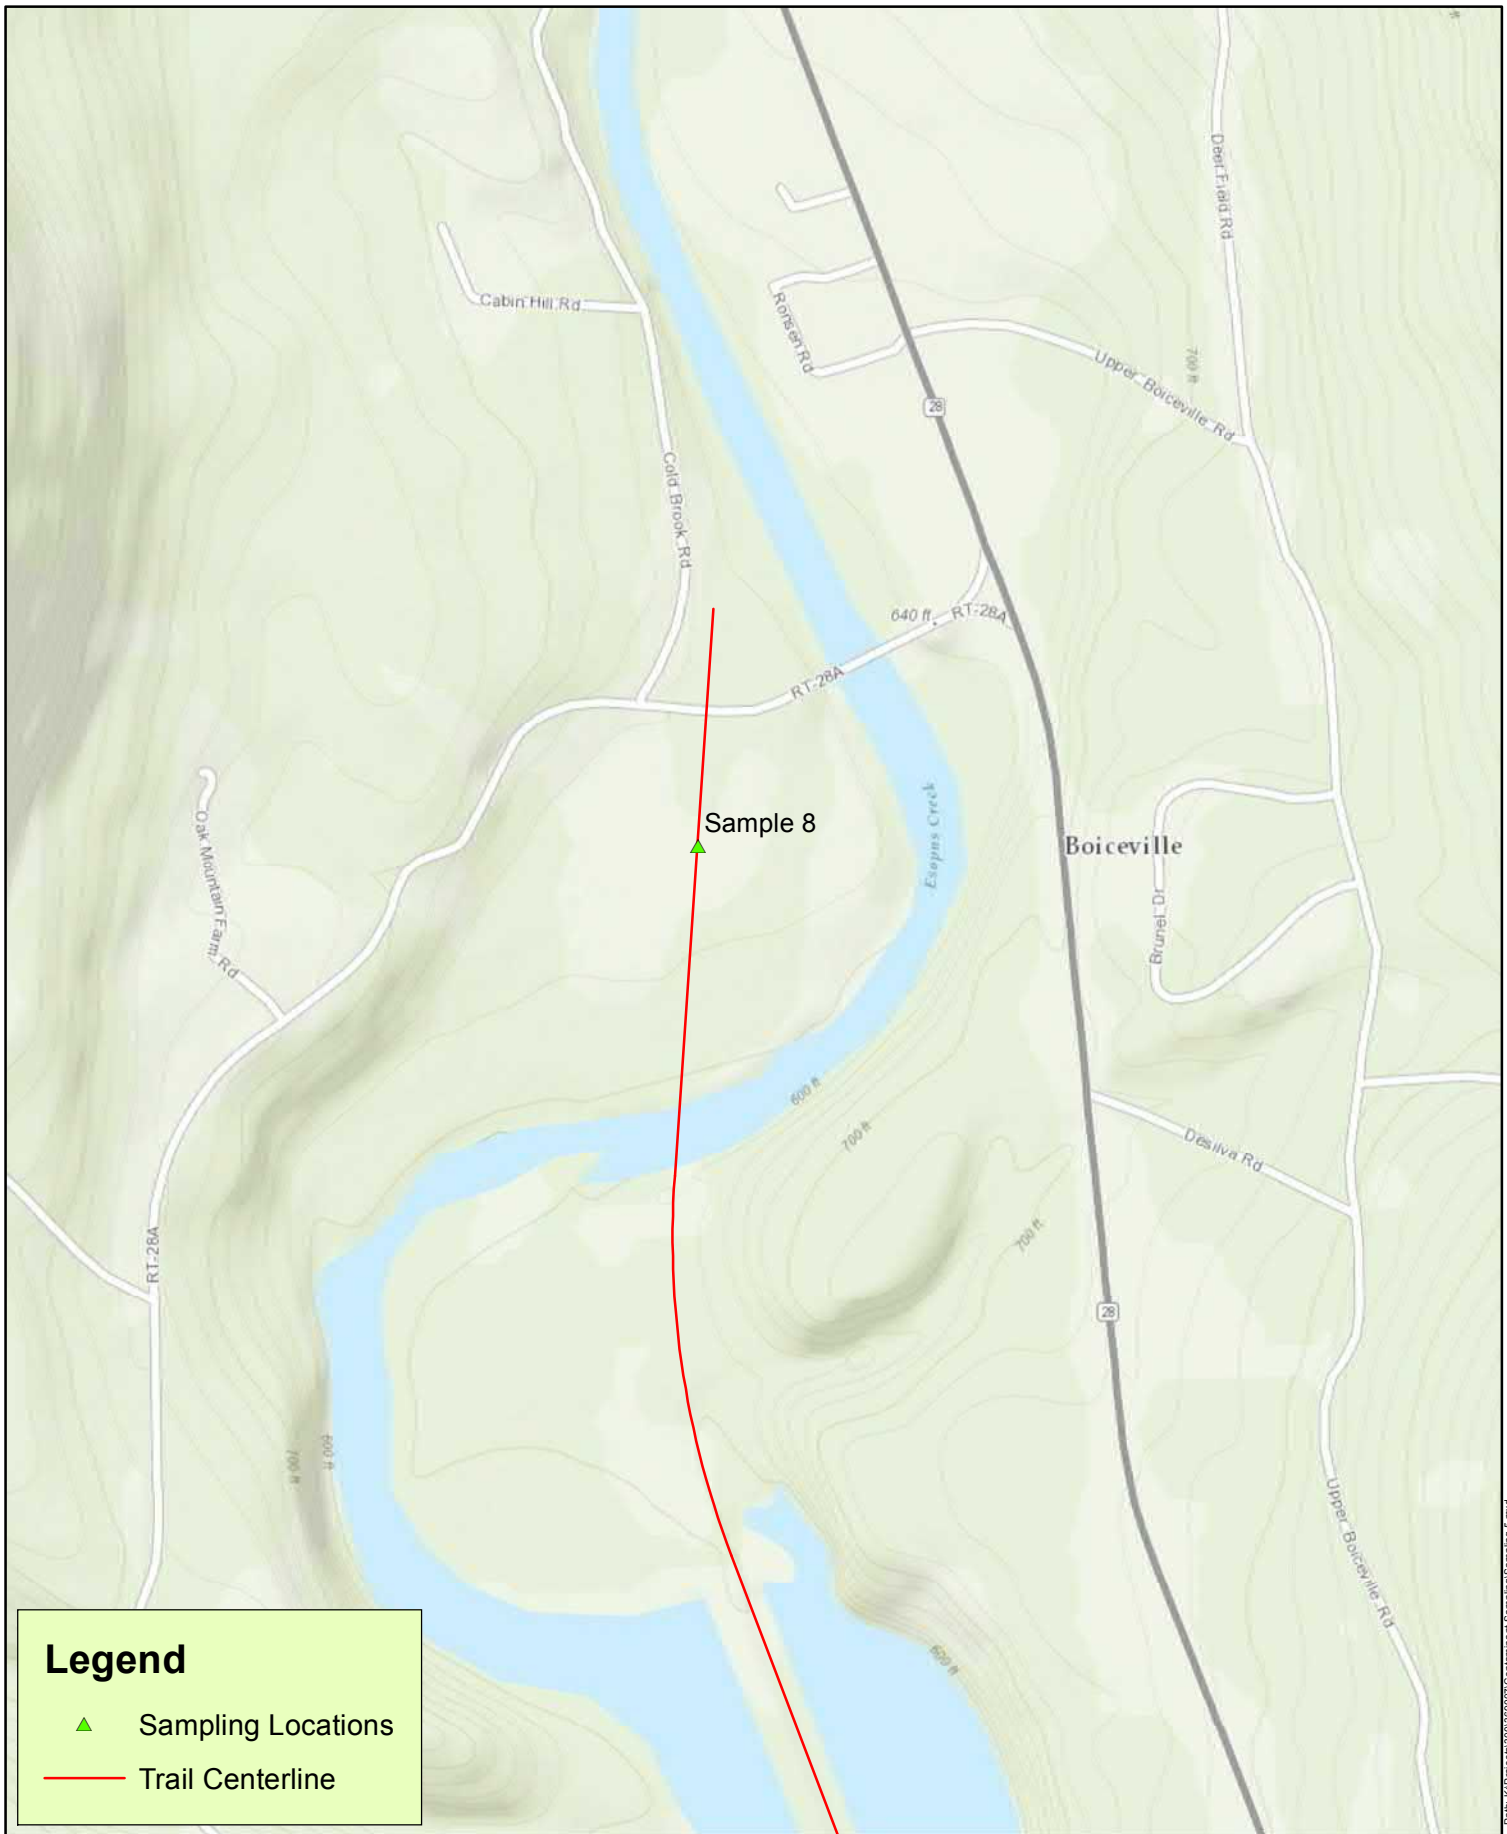 Deer Field Rd
Cabin Hill Rd
Ronsen Rd
Upper Boiceville Rd
700 ft
28
Cold Brook Rd
640 ft
RT-28A
RT-28A
Sample 8
Esopus Creek
Boiceville
Oak Mountain Farm Rd
Brunel Dr
600 ft
700 ft
Desilva Rd
700 ft
RT-28A
28
600 ft
700 ft
Upper Boiceville Rd
600 ft
Legend
Sampling Locations
Trail Centerline